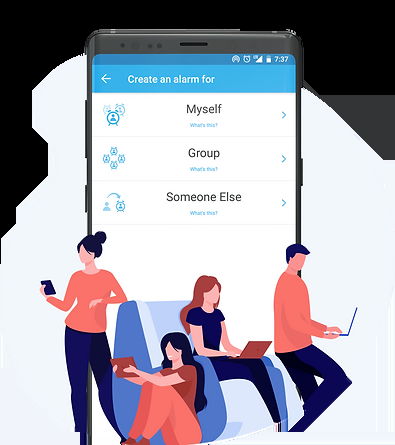 7:37
Create an alarm for
Myself
What's this?
Group
What's this?
Someone Else
What's this?